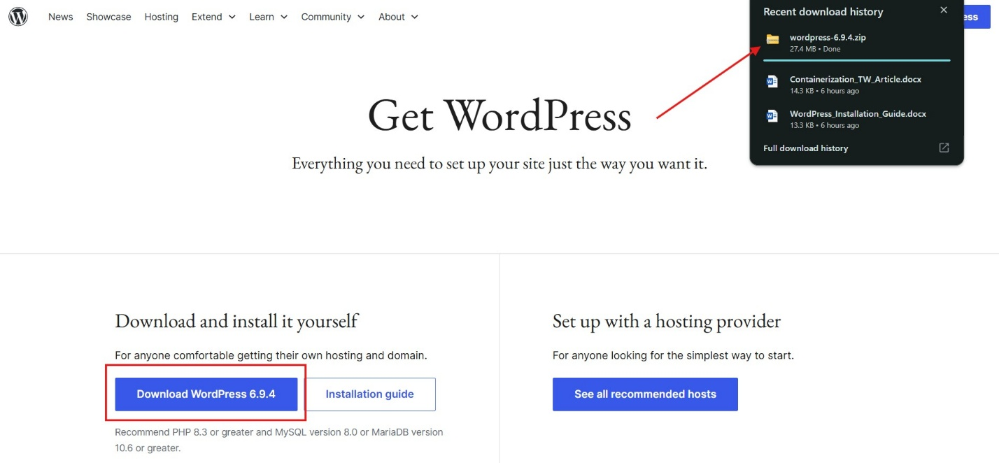 News Showcase Hosting Extend Learn Community About
ess
Recent download history
wordpress-6.9.4.zip
27.4 MB • Done
Containerization_TW_Article.docx
14.3 KB • 6 hours ago
WordPress_Installation_Guide.docx
13.3 KB • 6 hours ago
Full download history
Get WordPress
Everything you need to set up your site just the way you want it.
Download and install it yourself
For anyone comfortable getting their own hosting and domain.
Download WordPress 6.9.4
Installation guide
Recommend PHP 8.3 or greater and MySQL version 8.0 or MariaDB version
10.6 or greater.
Set up with a hosting provider
For anyone looking for the simplest way to start.
See all recommended hosts